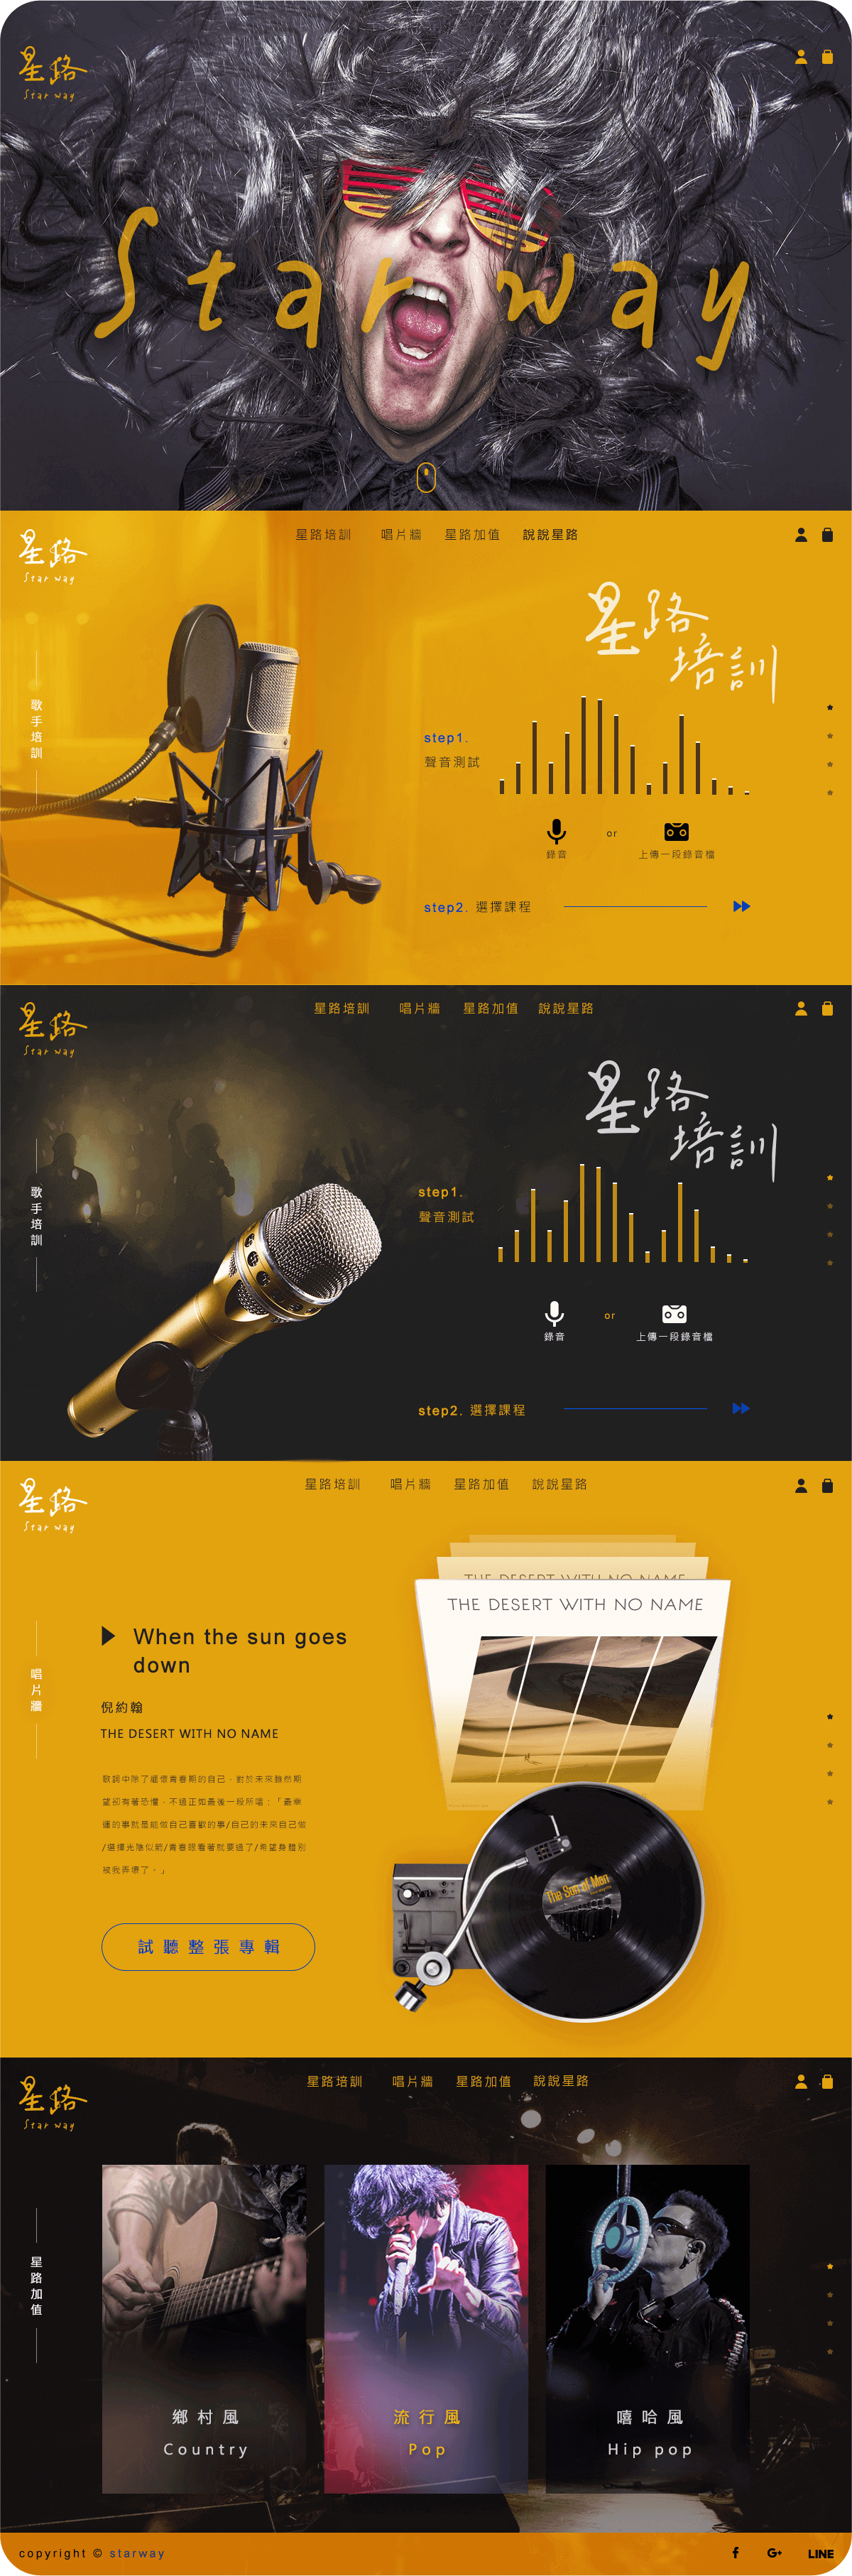 星路
Star way
Star way
星路
Star way
星路培訓 唱片牆 星路加值 說說星路
星路
培訓
歌手培訓
step1.
聲音測試
or
錄音 上傳一段錄音檔
step2. 選擇課程
星路
Star way
星路培訓 唱片牆 星路加值 說說星路
星路
培訓
歌手培訓
step1.
聲音測試
or
錄音 上傳一段錄音檔
step2. 選擇課程
星路
Star way
星路培訓 唱片牆 星路加值 說說星路
THE DESERT WITH NO NAME
THE DESERT WITH NO NAME
唱片牆
When the sun goes
down
倪約翰
THE DESERT WITH NO NAME
歌詞中除了緬懷青春期的自己，對於未來雖然期
望卻有著恐懼，不過正如最後一段所唱：「最幸
運的事就是能做自己喜歡的事/自己的未來自己做
/選擇光陰似箭/青春眼看著就要過了/希望身體別
被我弄壞了。」
The Son of Man
試聽整張專輯
星路
Star way
星路培訓 唱片牆 星路加值 說說星路
星路加值
鄉村風
Country
流行風
Pop
嘻哈風
Hip pop
copyright © starway
f
G+
LINE